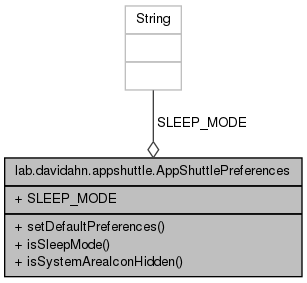 String
SLEEP_MODE
lab.davidahn.appshuttle.AppShuttlePreferences
+ SLEEP_MODE
+ setDefaultPreferences()
+ isSleepMode()
+ isSystemAreaIconHidden()